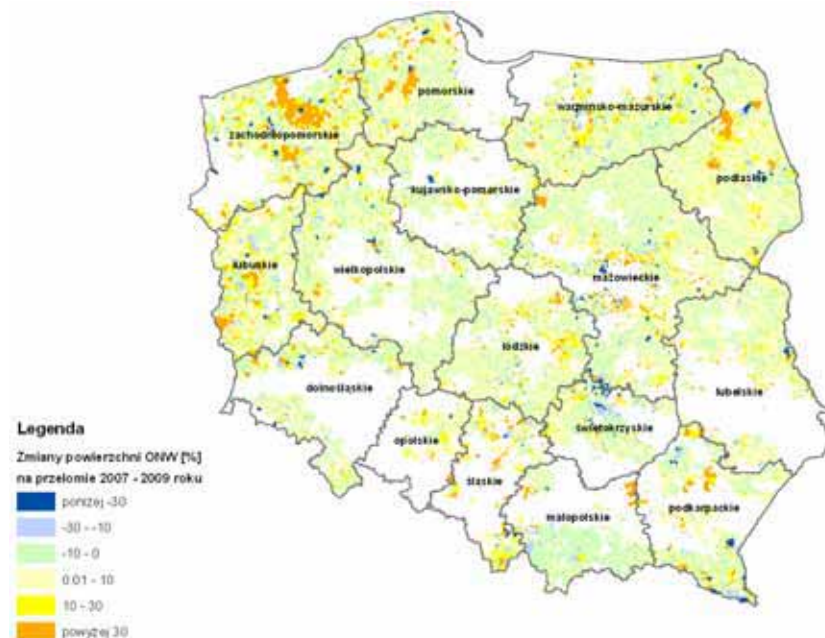 pomorskie
warmińsko-mazurskie
zachodniopomorskie
podlaskie
kujawsko-pomorskie
lubuskie
wielkopolskie
mazowieckie
łódzkie
dolnośląskie
lubelskie
opolskie
świętokrzyskie
śląskie
małopolskie
podkarpackie
Legenda
Zmiany powierzchni ONW [%]
na przełomie 2007 - 2009 roku
poniżej -30
-30 - -10
-10 - 0
0.01 - 10
10 - 30
powyżej 30